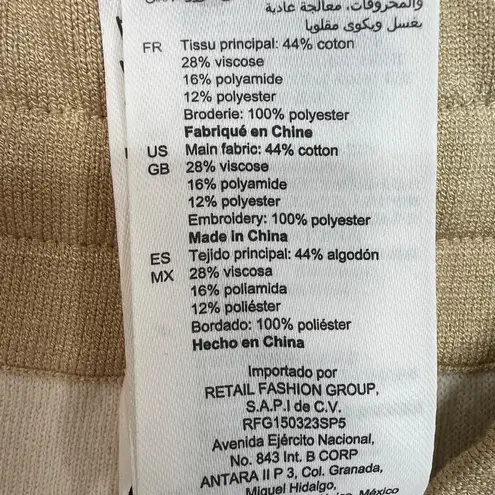 والمحروقات، معالجة عادية
بغسل ويكوى مقلوبا
FR Tissu principal: 44% coton
28% viscose
16% polyamide
12% polyester
Broderie: 100% polyester
Fabriqué en Chine
US Main fabric: 44% cotton
GB 28% viscose
16% polyamide
12% polyester
Embroidery: 100% polyester
Made in China
ES Tejido principal: 44% algodón
MX 28% viscosa
16% poliamida
12% poliéster
Bordado: 100% poliéster
Hecho en China
Importado por
RETAIL FASHION GROUP,
S.A.P.I de C.V.
RFG150323SP5
Avenida Ejército Nacional,
No. 843 Int. B CORP
ANTARA II P 3, Col. Granada,
Miguel Hidalgo,
México